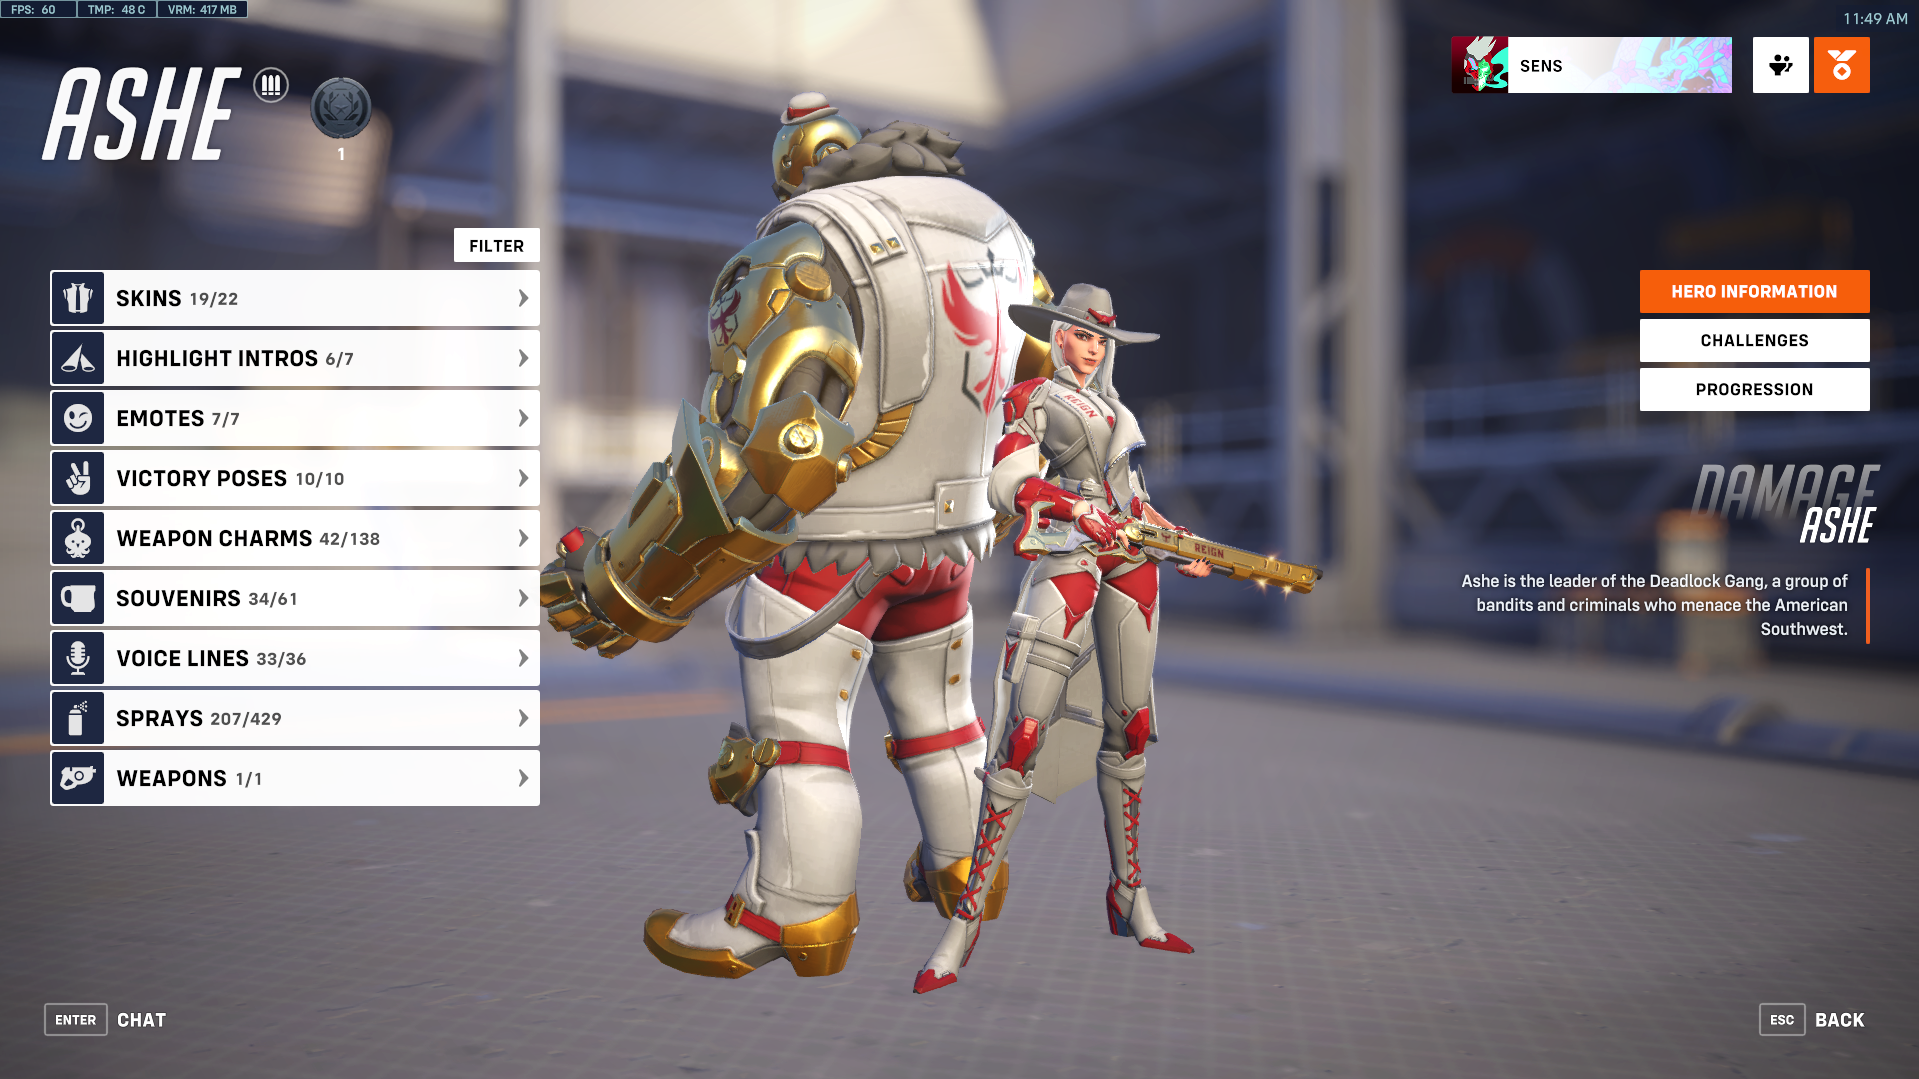 FPS: 60 TMP: 48 C VRM: 417 MB
11:49 AM
ASHE
1
SENS
FILTER
SKINS 19/22
HIGHLIGHT INTROS 6/7
EMOTES 7/7
VICTORY POSES 10/10
WEAPON CHARMS 42/138
SOUVENIRS 34/61
VOICE LINES 33/36
SPRAYS 207/429
WEAPONS 1/1
REIGN
REIGN
HERO INFORMATION
CHALLENGES
PROGRESSION
DAMAGE
ASHE
Ashe is the leader of the Deadlock Gang, a group of
bandits and criminals who menace the American
Southwest.
ENTER CHAT
ESC BACK